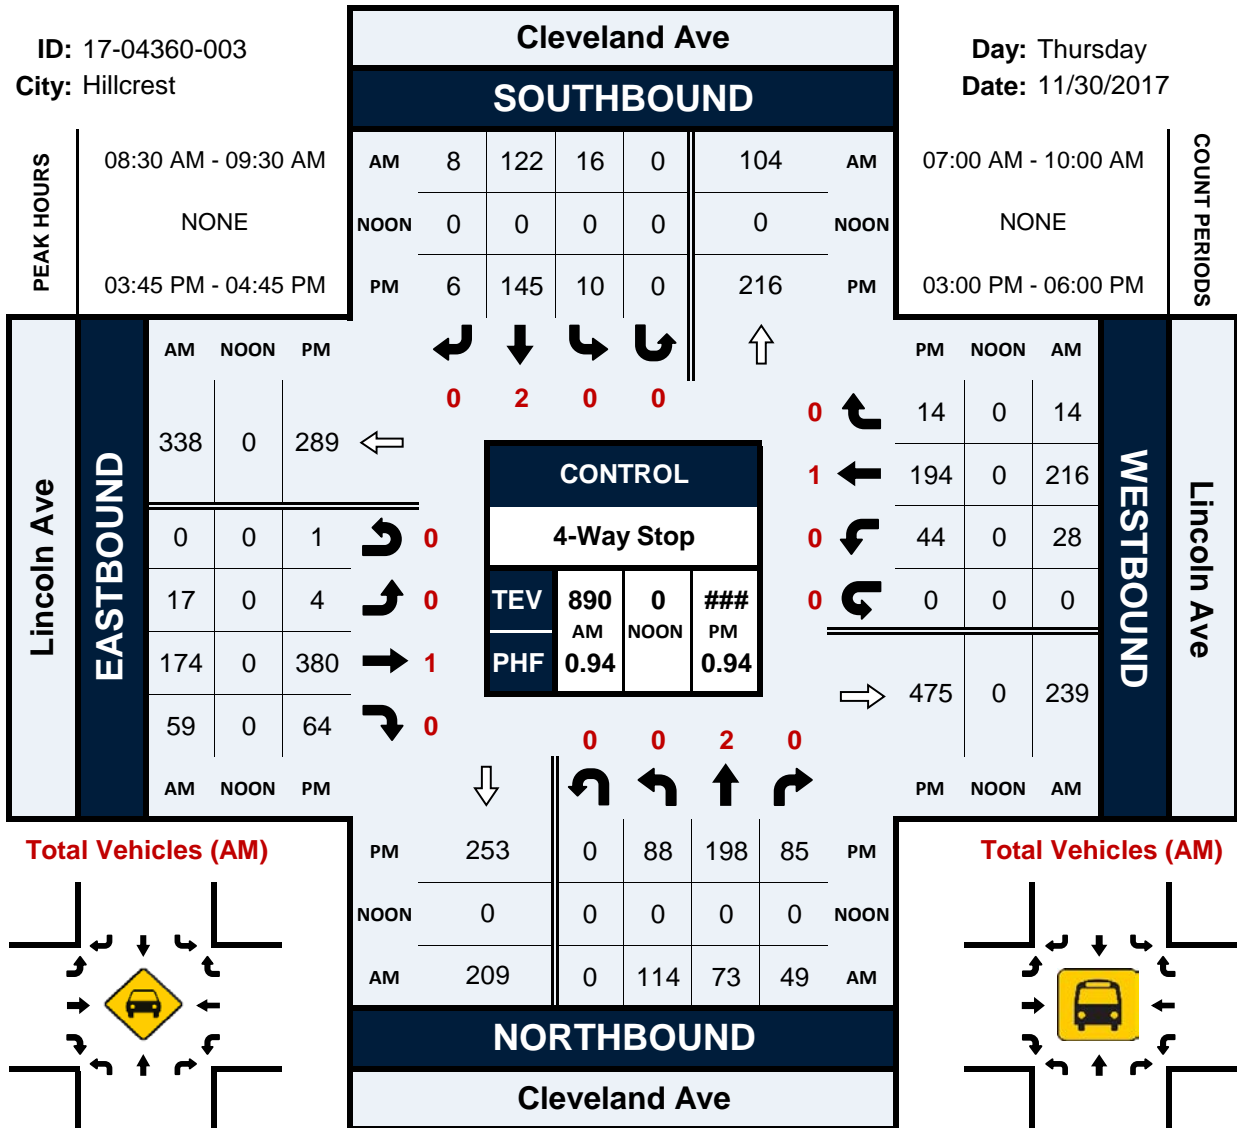 ID: 17-04360-003
City: Hillcrest
Cleveland Ave
SOUTHBOUND
Day: Thursday
Date: 11/30/2017
PEAK HOURS
08:30 AM - 09:30 AM
NONE
03:45 PM - 04:45 PM
AM 8 122 16 0 104 AM
NOON 0 0 0 0 0 NOON
PM 6 145 10 0 216 PM
07:00 AM - 10:00 AM
NONE
03:00 PM - 06:00 PM
COUNT PERIODS
0 2 0 0
Lincoln Ave
EASTBOUND
AM NOON PM
338 0 289
0 0 1 0
17 0 4 0
174 0 380 1
59 0 64 0
AM NOON PM
CONTROL
4-Way Stop
TEV 890 0 ###
AM NOON PM
PHF 0.94 0.94
PM NOON AM
0 14 0 14
1 194 0 216
0 44 0 28
0 0 0 0
475 0 239
PM NOON AM
WESTBOUND
Lincoln Ave
0 0 2 0
PM 253 0 88 198 85 PM
NOON 0 0 0 0 0 NOON
AM 209 0 114 73 49 AM
NORTHBOUND
Cleveland Ave
Total Vehicles (AM)
Total Vehicles (AM)